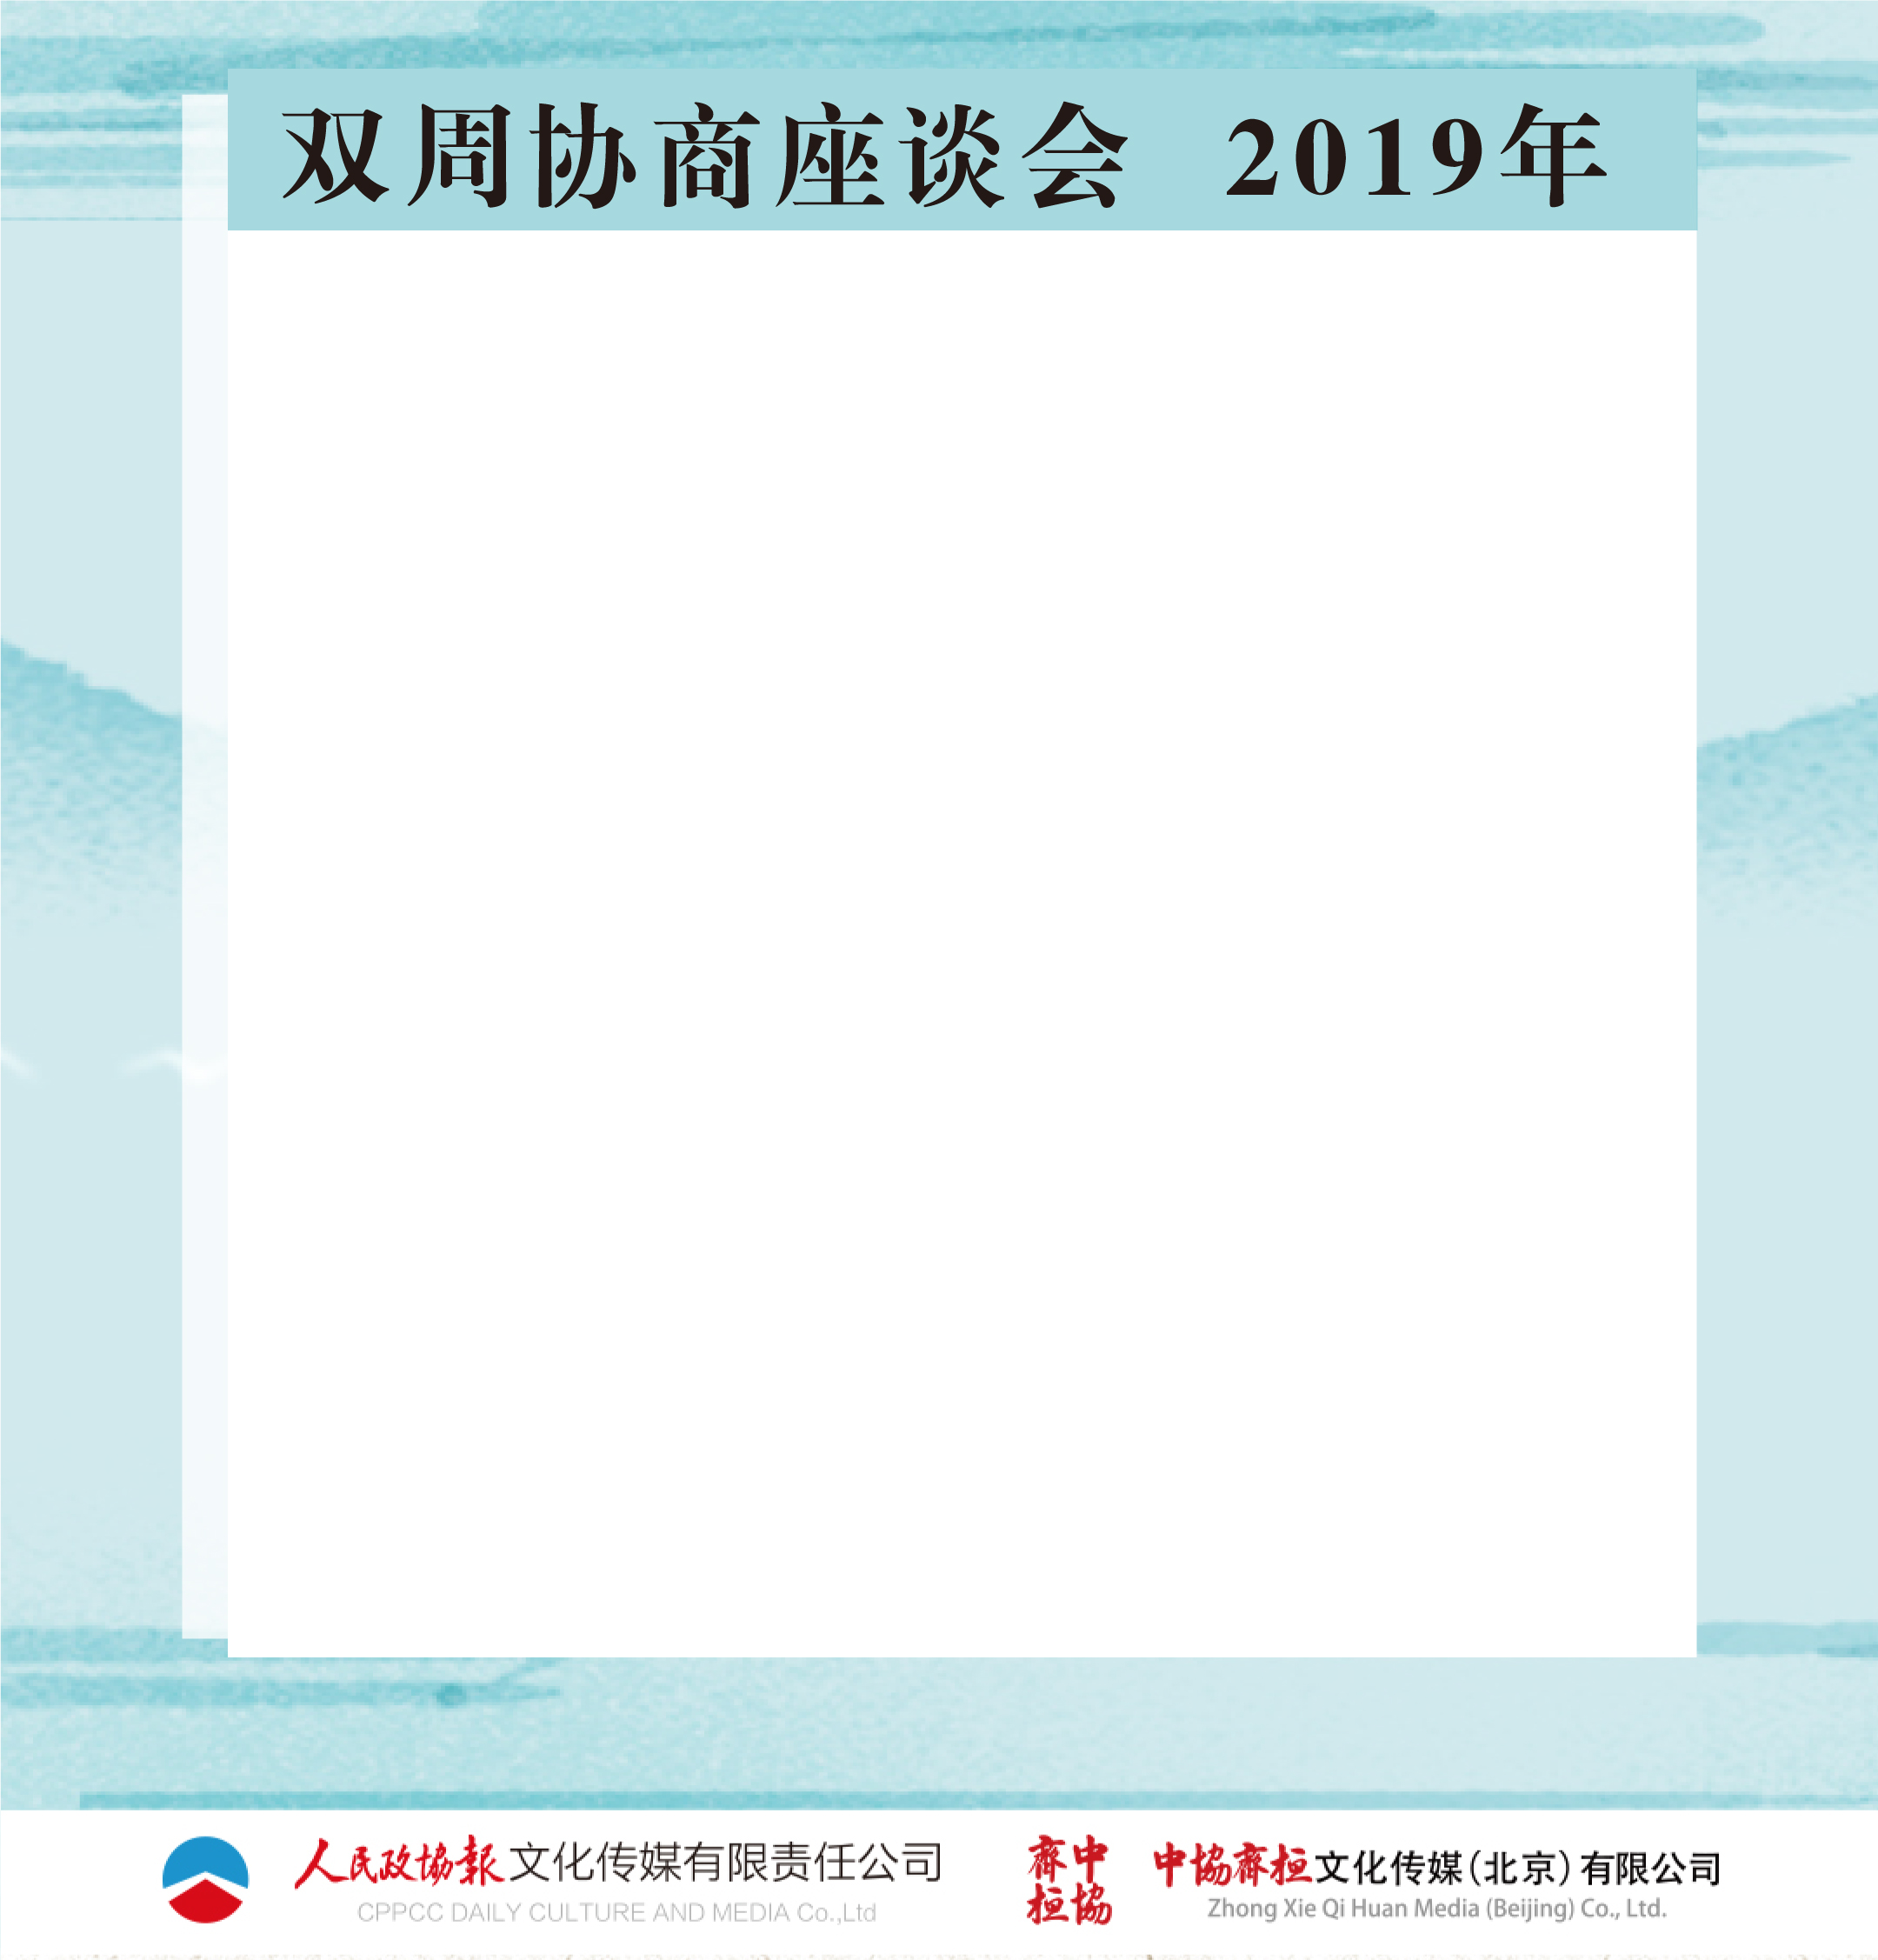 双周协商座谈会 2019年
人民政协報文化传媒有限责任公司
CPPCC DAILY CULTURE AND MEDIA Co.,Ltd
齊中
桓協
中協齊桓文化传媒（北京）有限公司
Zhong Xie Qi Huan Media (Beijing) Co., Ltd.